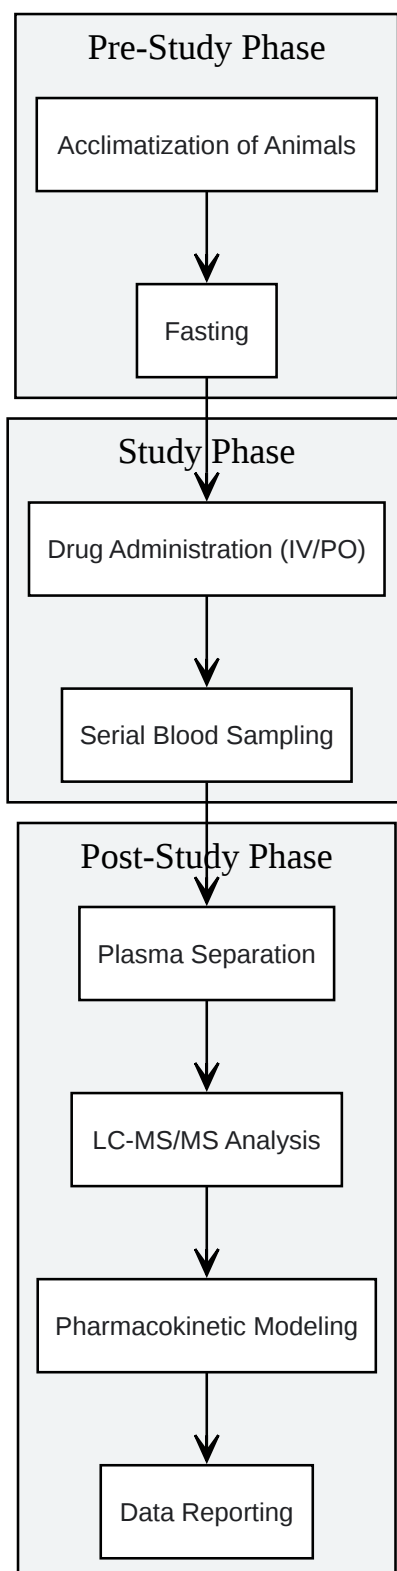 Pre-Study Phase
Acclimatization of Animals
Fasting
Study Phase
Drug Administration (IV/PO)
Serial Blood Sampling
Post-Study Phase
Plasma Separation
LC-MS/MS Analysis
Pharmacokinetic Modeling
Data Reporting